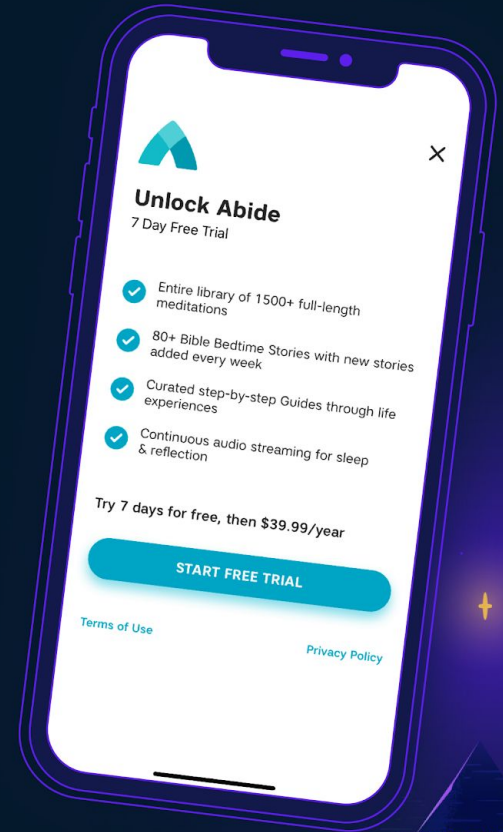 Unlock Abide
7 Day Free Trial
Entire library of 1500+ full-length
meditations
80+ Bible Bedtime Stories with new stories
added every week
Curated step-by-step Guides through life
experiences
Continuous audio streaming for sleep
& reflection
Try 7 days for free, then $39.99/year
START FREE TRIAL
Terms of Use
Privacy Policy